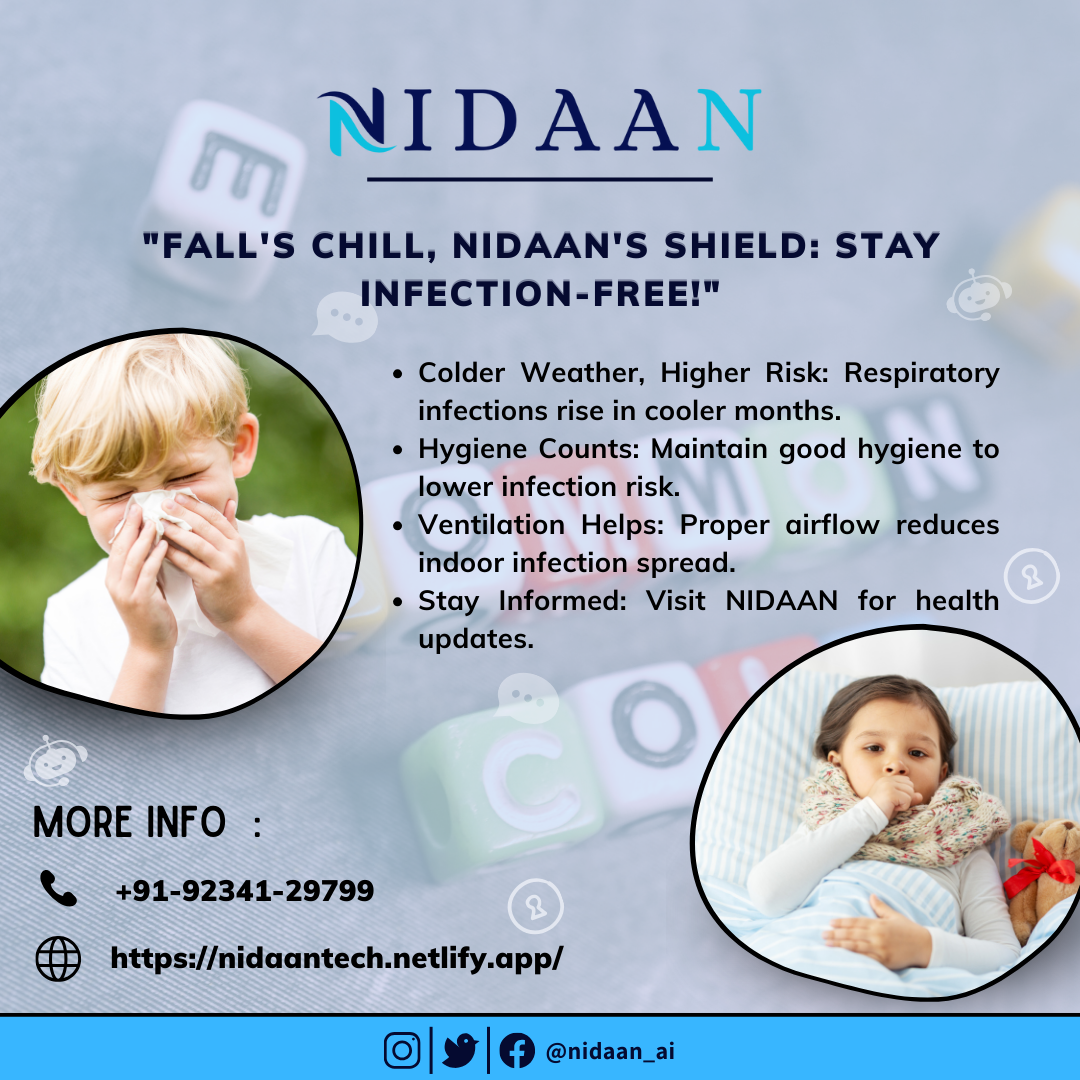 NIDAAN
"FALL'S CHILL, NIDAAN'S SHIELD: STAY
INFECTION-FREE!"
• Colder Weather, Higher Risk: Respiratory
infections rise in cooler months.
• Hygiene Counts: Maintain good hygiene to
lower infection risk.
• Ventilation Helps: Proper airflow reduces
indoor infection spread.
• Stay Informed: Visit NIDAAN for health
updates.
E
OMMON
CO
MORE INFO :
+91-92341-29799
https://nidaantech.netlify.app/
@nidaan_ai